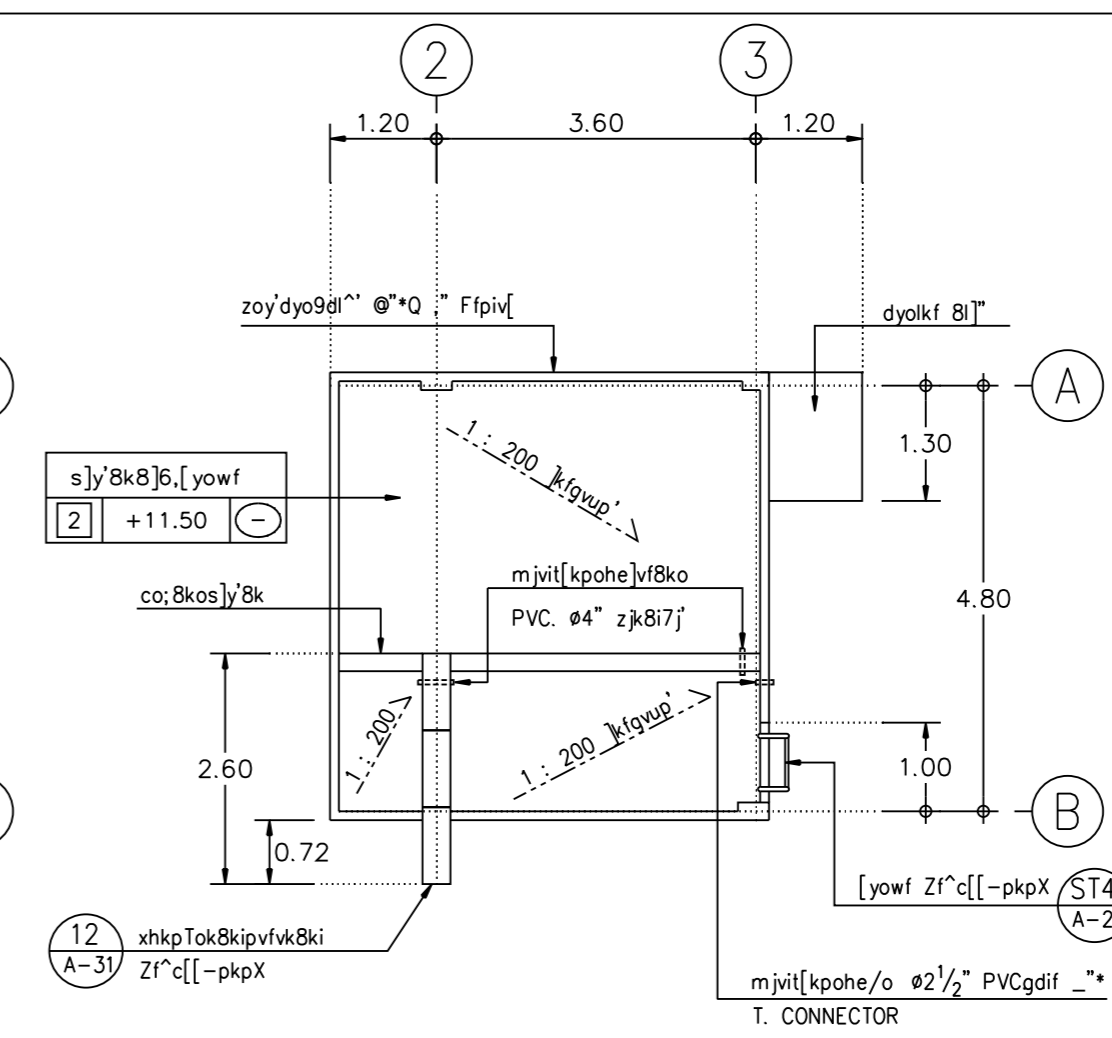 2
3
1.20
3.60
1.20
zoy'dyo9dl^' @"*Q ," Ffpiv[
dyolkf 8l]"
A
1.30
s]y'8k8]6,[yowf
2 +11.50 -
1 : 200 ]kfgvup'
mjvit[kpohe]vf8ko
PVC. ø4" zjk8i7j'
co;8kos]y'8k
4.80
2.60
1 : 200
1 : 200 ]kfgvup'
1.00
B
0.72
[yowf Zf^c[[-pkpX
ST4
A-2
12
A-31
xhkpTok8kipvfvk8ki
Zf^c[[-pkpX
mjvit[kpohe/o ø2½" PVCgdif _"*
T. CONNECTOR